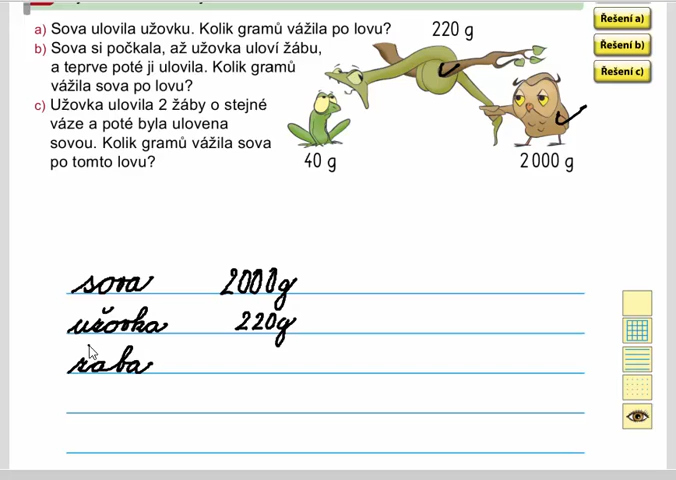 a) Sova ulovila užovku. Kolik gramů vážila po lovu?
220 g
Řešení a)
b) Sova si počkala, až užovka uloví žábu,
a teprve poté ji ulovila. Kolik gramů
vážila sova po lovu?
Řešení b)
Řešení c)
c) Užovka ulovila 2 žáby o stejné
váze a poté byla ulovena
sovou. Kolik gramů vážila sova
po tomto lovu?
40 g
2 000 g
sova 2000g
užovka 220g
žaba